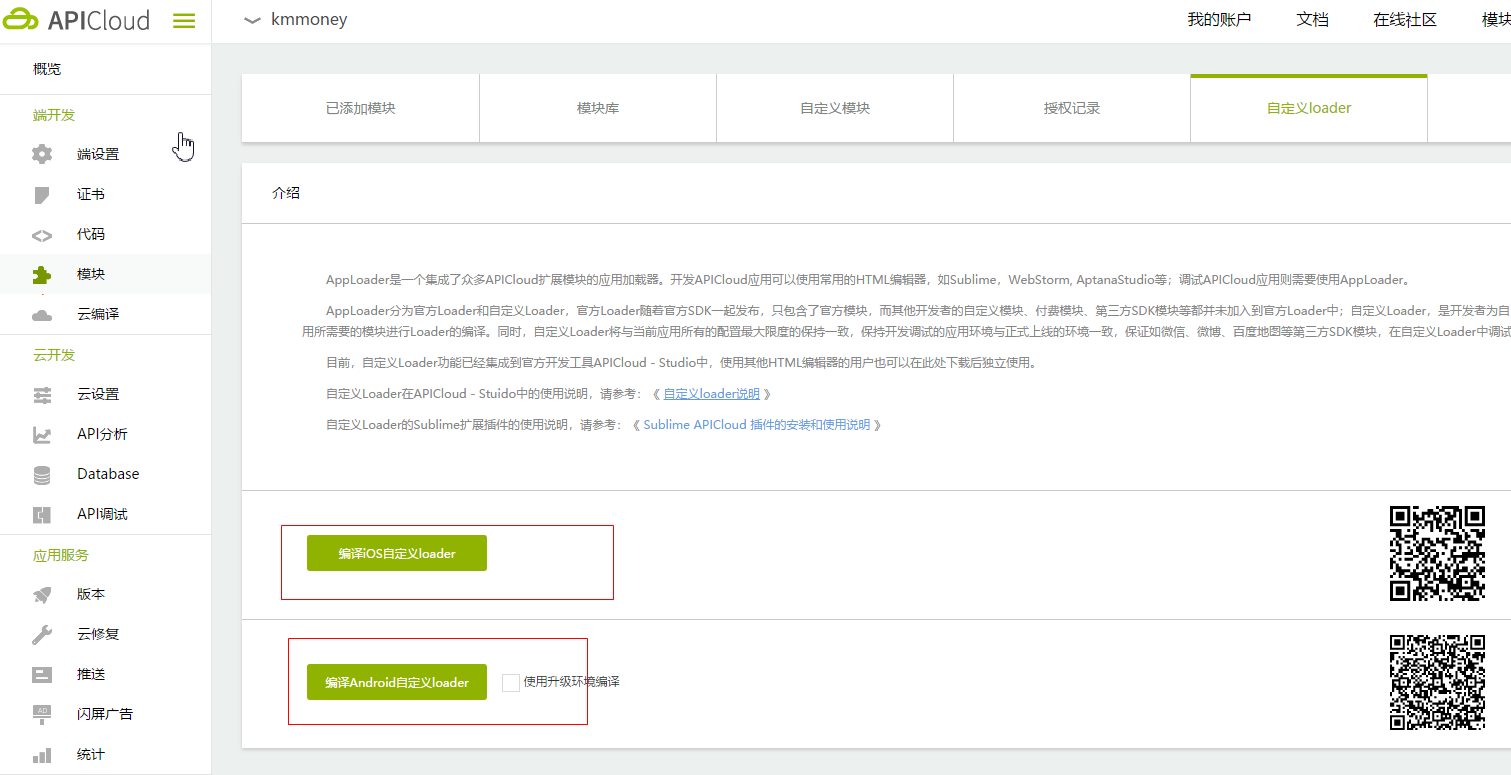 APICloud
kmmoney
我的账户
文档
在线社区
模块
概览
端开发
端设置
证书
代码
模块
云编译
云开发
云设置
API分析
Database
API调试
应用服务
版本
云修复
推送
AD
闪屏广告
统计
已添加模块
模块库
自定义模块
授权记录
自定义loader
介绍
AppLoader是一个集成了众多APICloud扩展模块的应用加载器。开发APICloud应用可以使用常用的HTML编辑器，如Sublime，WebStorm, AptanaStudio等；调试APICloud应用则需要使用AppLoader。
AppLoader分为官方Loader和自定义Loader，官方Loader随着官方SDK一起发布，只包含了官方模块，而其他开发者的自定义模块、付费模块、第三方SDK模块等都并未加入到官方Loader中；自定义Loader，是开发者为自
用所需要的模块进行Loader的编译。同时，自定义Loader将与当前应用所有的配置最大限度的保持一致，保持开发调试的应用环境与正式上线的环境一致，保证如微信、微博、百度地图等第三方SDK模块，在自定义Loader中调试
目前，自定义Loader功能已经集成到官方开发工具APICloud - Studio中，使用其他HTML编辑器的用户也可以在此处下载后独立使用。
自定义Loader在APICloud - Stuido中的使用说明，请参考：《 自定义loader说明 》
自定义Loader的Sublime扩展插件的使用说明，请参考：《 Sublime APICloud 插件的安装和使用说明 》
编译iOS自定义loader
编译Android自定义loader
使用升级环境编译